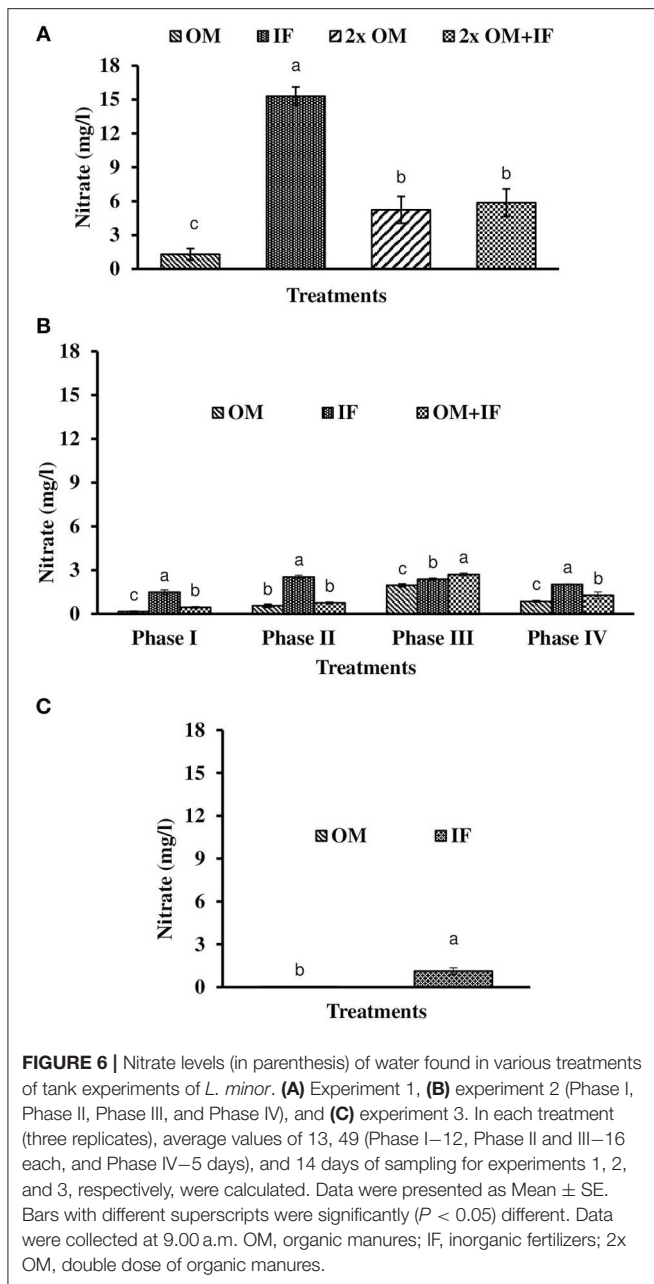 A
OM IF 2x OM 2x OM+IF
18
15
12
9
6
3
0
Nitrate (mg/l)
c a b b
Treatments
B
18
15
12
9
6
3
0
Nitrate (mg/l)
OM IF OM+IF
c a b b a b c b a c a b
Phase I Phase II Phase III Phase IV
Treatments
C
18
15
12
9
6
3
0
Nitrate (mg/l)
OM IF
b a
Treatments
FIGURE 6 | Nitrate levels (in parenthesis) of water found in various treatments
of tank experiments of L. minor. (A) Experiment 1, (B) experiment 2 (Phase I,
Phase II, Phase III, and Phase IV), and (C) experiment 3. In each treatment
(three replicates), average values of 13, 49 (Phase I–12, Phase II and III–16
each, and Phase IV–5 days), and 14 days of sampling for experiments 1, 2,
and 3, respectively, were calculated. Data were presented as Mean ± SE.
Bars with different superscripts were significantly (P < 0.05) different. Data
were collected at 9.00 a.m. OM, organic manures; IF, inorganic fertilizers; 2x
OM, double dose of organic manures.